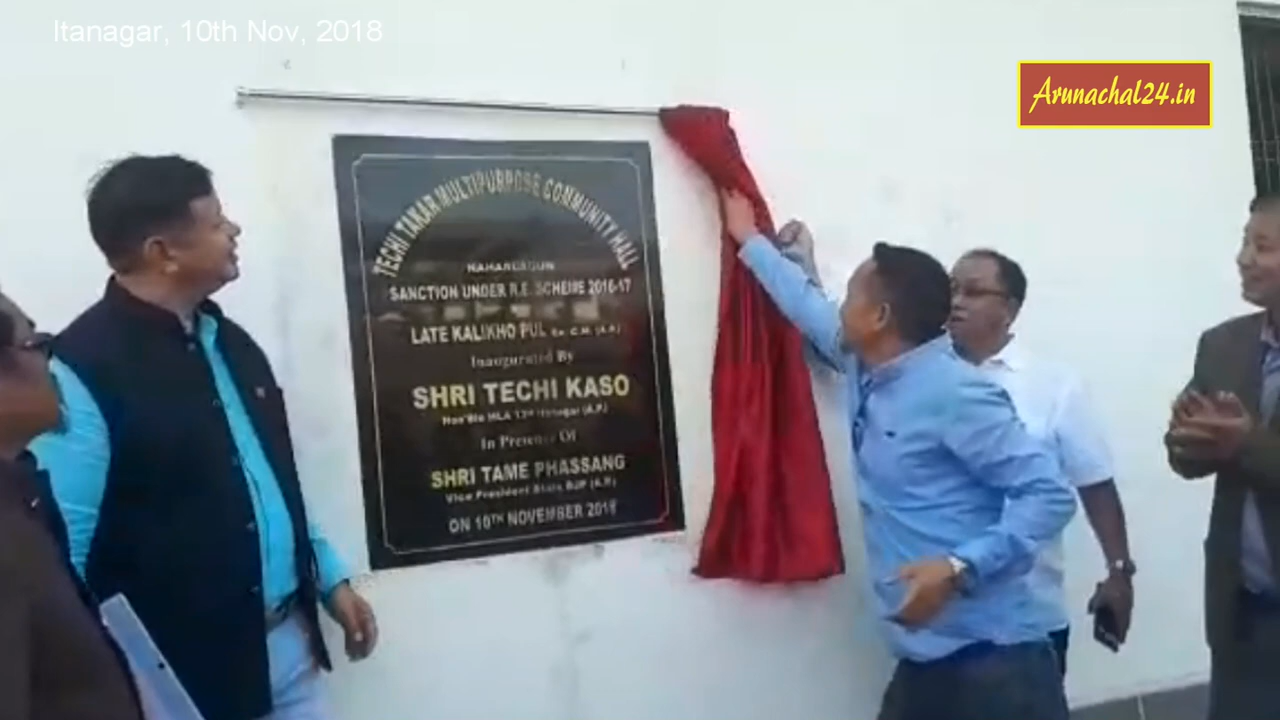 Itanagar, 10th Nov, 2018
Arunachal24.in
TECHI TAKAR MULTIPURPOSE COMMUNITY HALL
NAHARLAGUN
SANCTION UNDER R.E. SCHEME 2016-17
LATE KALIKHO PUL Ex. C.M. (A.P.)
Inaugurated By
SHRI TECHI KASO
Hon'ble MLA 13th Itanagar (A.P.)
In Presence Of
SHRI TAME PHASSANG
Vice President State BJP (A.P.)
ON 10TH NOVEMBER 2018